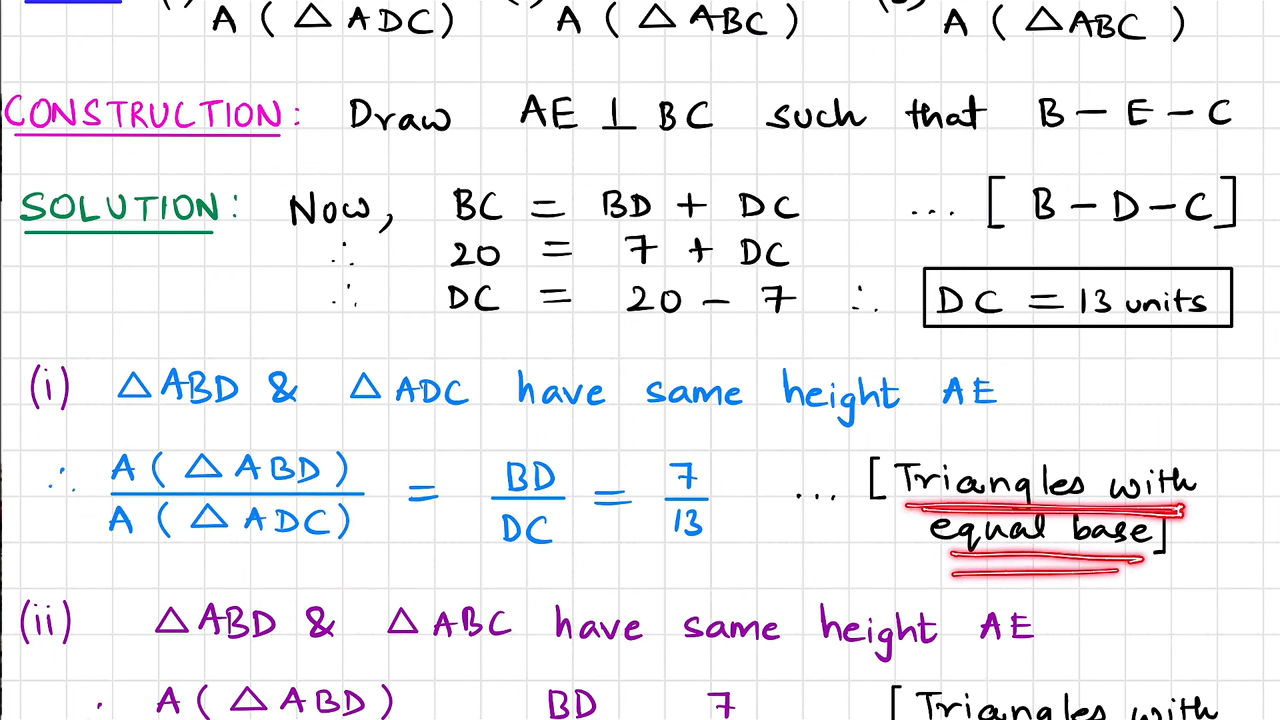 A ( △ ADC ) A ( △ ABC ) A ( △ ABC )
CONSTRUCTION: Draw AE ⊥ BC such that B - E - C
SOLUTION: Now, BC = BD + DC ... [ B - D - C ]
∴ 20 = 7 + DC
∴ DC = 20 - 7 ∴ DC = 13 units
(i) △ ABD & △ ADC have same height AE
∴ A ( △ ABD ) / A ( △ ADC ) = BD / DC = 7 / 13 ... [ Triangles with
equal base ]
(ii) △ ABD & △ ABC have same height AE
A ( △ ABD ) BD 7 [ Triangles with